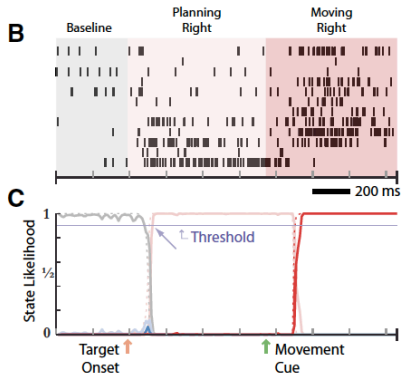 B
Baseline
Planning
Right
Moving
Right
200 ms
C
State Likelihood
1
½
0
Threshold
Target
Onset
Movement
Cue